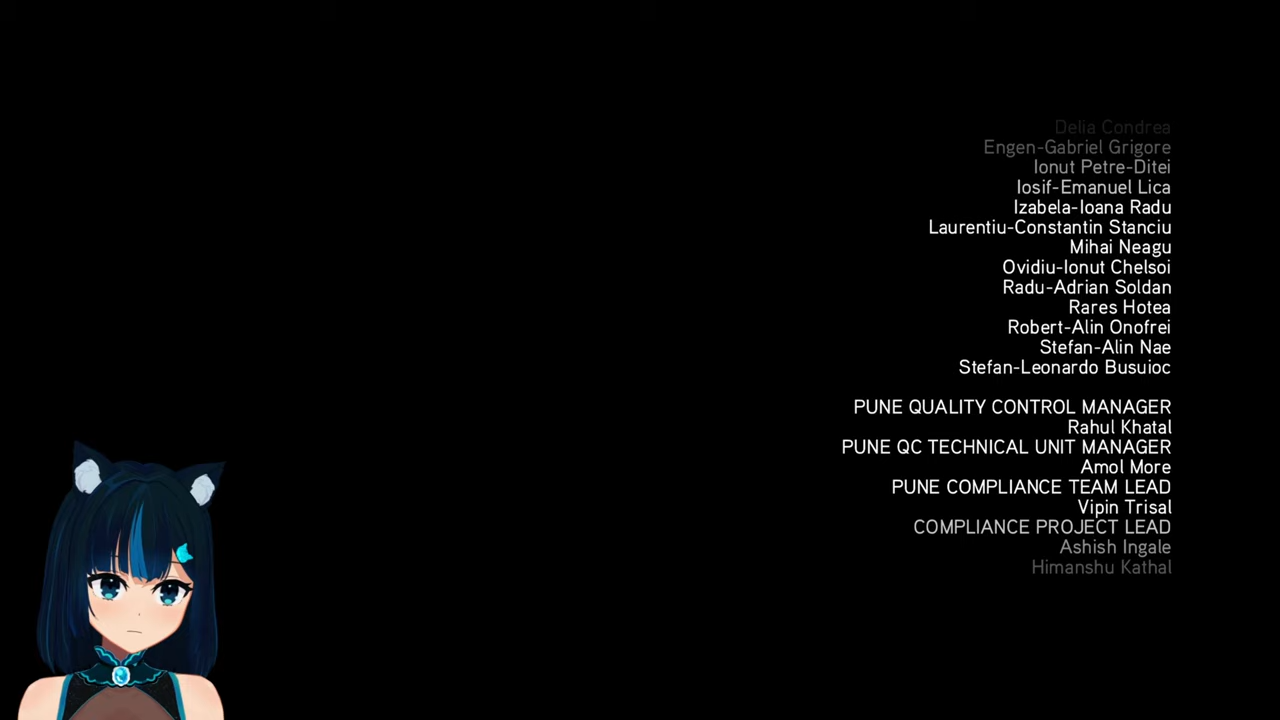 Delia Condrea
Engen-Gabriel Grigore
Ionut Petre-Ditei
Iosif-Emanuel Lica
Izabela-Ioana Radu
Laurentiu-Constantin Stanciu
Mihai Neagu
Ovidiu-Ionut Chelsoi
Radu-Adrian Soldan
Rares Hotea
Robert-Alin Onofrei
Stefan-Alin Nae
Stefan-Leonardo Busuioc
PUNE QUALITY CONTROL MANAGER
Rahul Khatal
PUNE QC TECHNICAL UNIT MANAGER
Amol More
PUNE COMPLIANCE TEAM LEAD
Vipin Trisal
COMPLIANCE PROJECT LEAD
Ashish Ingale
Himanshu Kathal